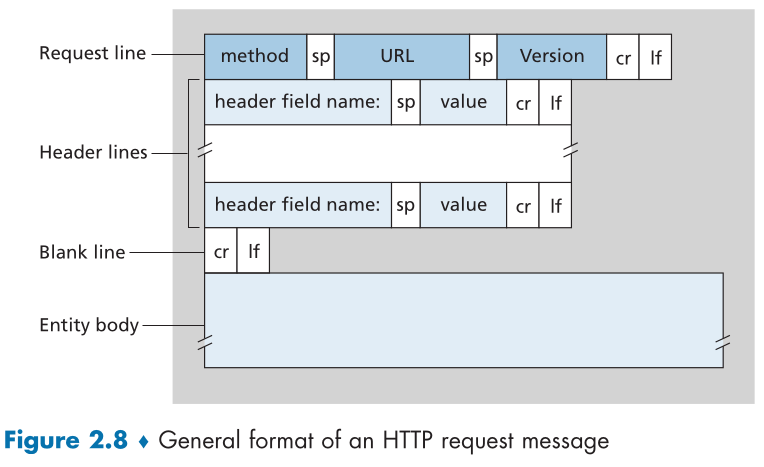 Request line method sp URL sp Version cr lf
header field name: sp value cr lf
Header lines
header field name: sp value cr lf
Blank line cr lf
Entity body
Figure 2.8 ♦ General format of an HTTP request message